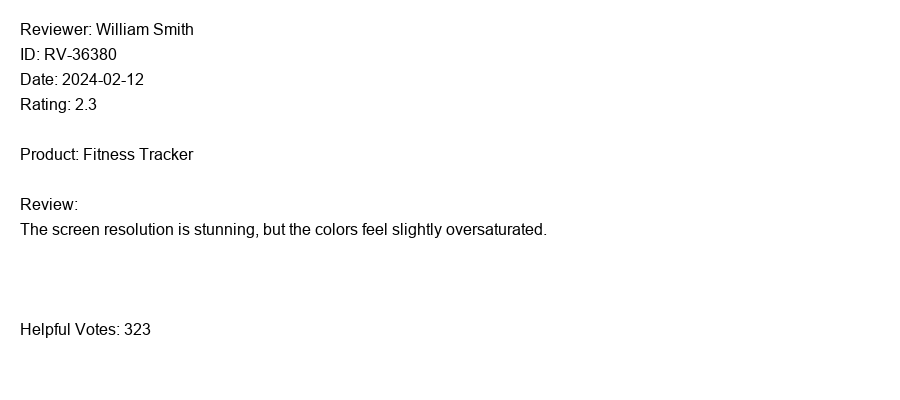 Reviewer: William Smith
ID: RV-36380
Date: 2024-02-12
Rating: 2.3
Product: Fitness Tracker
Review:
The screen resolution is stunning, but the colors feel slightly oversaturated.
Helpful Votes: 323